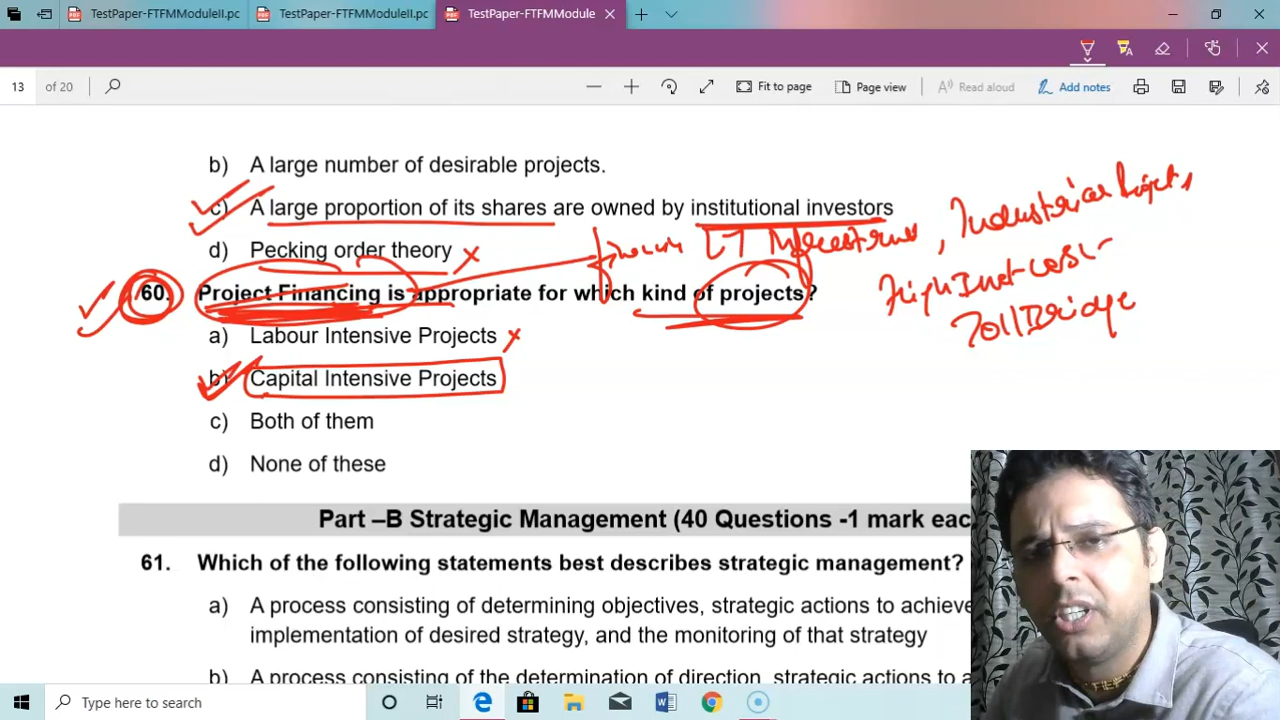 TestPaper-FTFMModuleII.pc
TestPaper-FTFMModuleII.pc
TestPaper-FTFMModule
13 of 20
Fit to page
Page view
Read aloud
Add notes
b) A large number of desirable projects.
c) A large proportion of its shares are owned by institutional investors
d) Pecking order theory
LT
, Industrial Projects
High Inst cost
Toll Bridge
60. Project Financing is appropriate for which kind of projects?
a) Labour Intensive Projects
b) Capital Intensive Projects
c) Both of them
d) None of these
Part –B Strategic Management (40 Questions -1 mark eac
61. Which of the following statements best describes strategic management?
a) A process consisting of determining objectives, strategic actions to achieve
implementation of desired strategy, and the monitoring of that strategy
b) A process consisting of the determination of direction, strategic actions to a
Type here to search